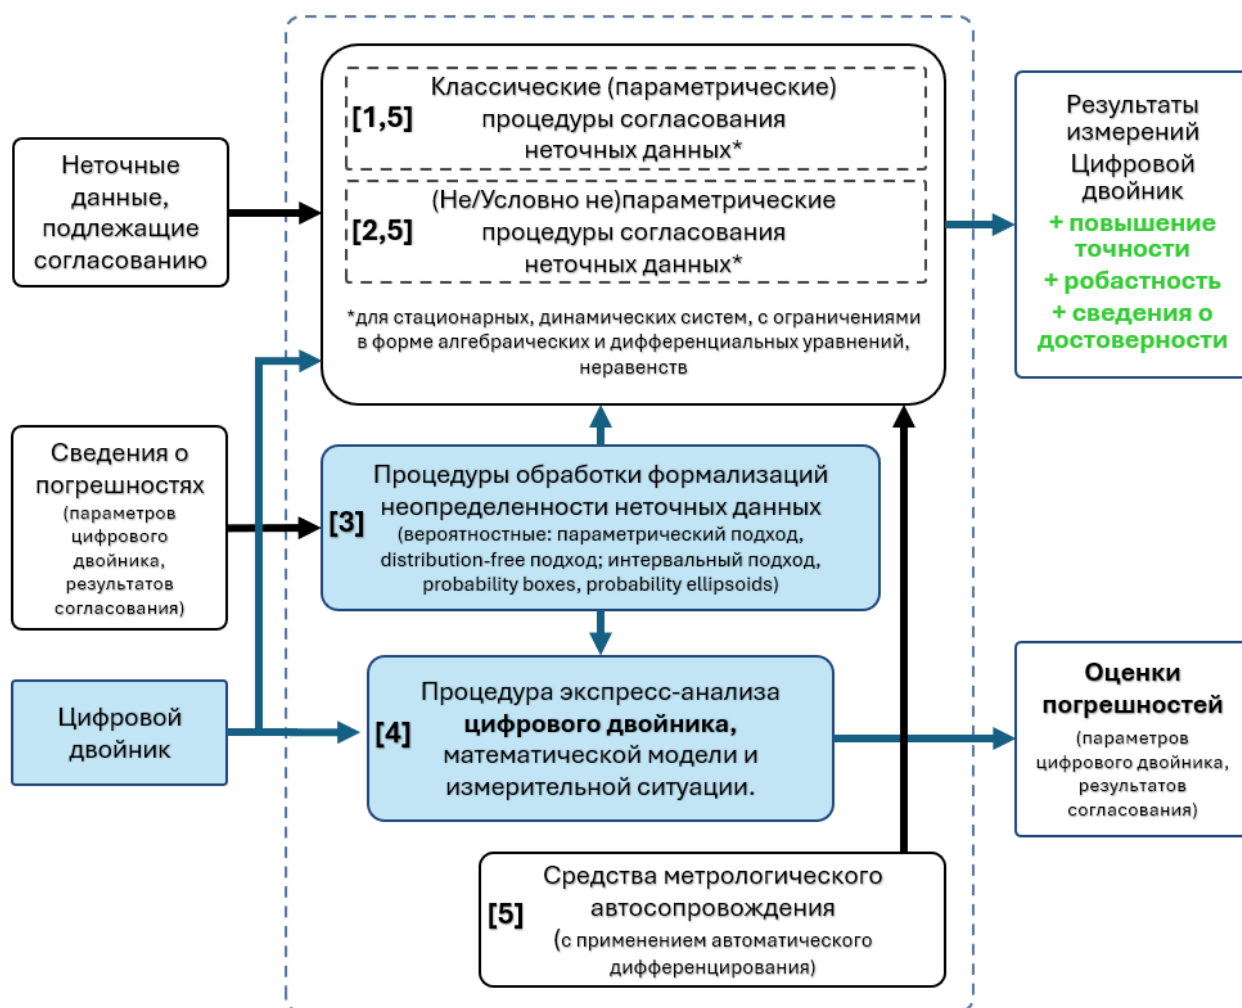 Неточные
данные,
подлежащие
согласованию
Сведения о
погрешностях
(параметров
цифрового
двойника,
результатов
согласования)
Цифровой
двойник
[1,5]
Классические (параметрические)
процедуры согласования
неточных данных*
[2,5]
(Не/Условно не)параметрические
процедуры согласования
неточных данных*
*для стационарных, динамических систем, с ограничениями
в форме алгебраических и дифференциальных уравнений,
неравенств
[3]
Процедуры обработки формализаций
неопределенности неточных данных
(вероятностные: параметрический подход,
distribution-free подход; интервальный подход,
probability boxes, probability ellipsoids)
[4]
Процедура экспресс-анализа
цифрового двойника,
математической модели и
измерительной ситуации.
[5]
Средства метрологического
автосопровождения
(с применением автоматического
дифференцирования)
Результаты
измерений
Цифровой
двойник
+ повышение
точности
+ робастность
+ сведения о
достоверности
Оценки
погрешностей
(параметров
цифрового двойника,
результатов
согласования)